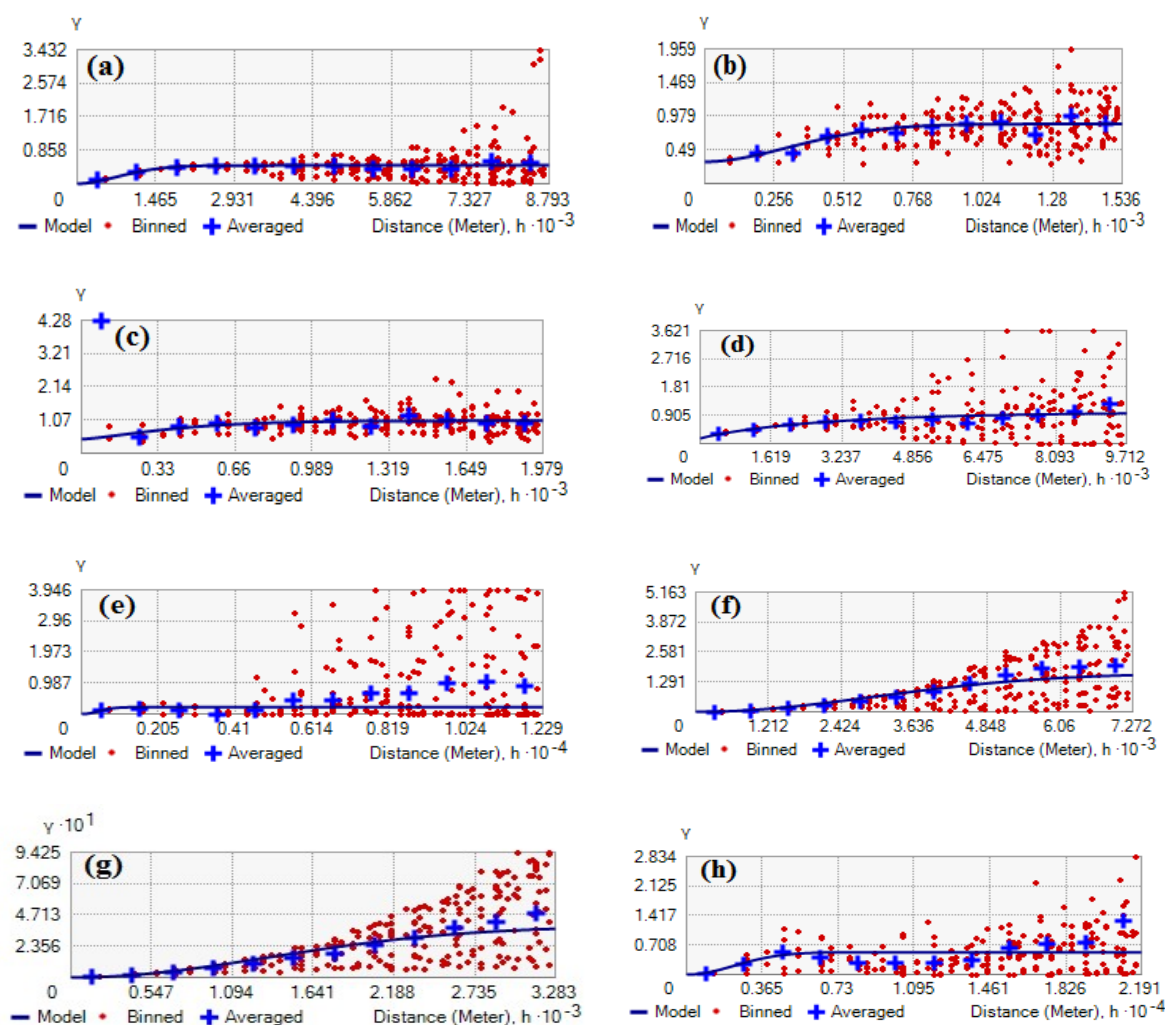 Y
3.432
(a)
2.574
1.716
0.858
0 1.465 2.931 4.396 5.862 7.327 8.793
Model Binned Averaged Distance (Meter), h ·10⁻³
Y
1.959
(b)
1.469
0.979
0.49
0 0.256 0.512 0.768 1.024 1.28 1.536
Model Binned Averaged Distance (Meter), h ·10⁻³
Y
4.28
(c)
3.21
2.14
1.07
0 0.33 0.66 0.989 1.319 1.649 1.979
Model Binned Averaged Distance (Meter), h ·10⁻³
Y
3.621
(d)
2.716
1.81
0.905
0 1.619 3.237 4.856 6.475 8.093 9.712
Model Binned Averaged Distance (Meter), h ·10⁻³
Y
3.946
(e)
2.96
1.973
0.987
0 0.205 0.41 0.614 0.819 1.024 1.229
Model Binned Averaged Distance (Meter), h ·10⁻⁴
Y
5.163
(f)
3.872
2.581
1.291
0 1.212 2.424 3.636 4.848 6.06 7.272
Model Binned Averaged Distance (Meter), h ·10⁻³
Y ·10¹
9.425
(g)
7.069
4.713
2.356
0 0.547 1.094 1.641 2.188 2.735 3.283
Model Binned Averaged Distance (Meter), h ·10⁻³
Y
2.834
(h)
2.125
1.417
0.708
0 0.365 0.73 1.095 1.461 1.826 2.191
Model Binned Averaged Distance (Meter), h ·10⁻⁴